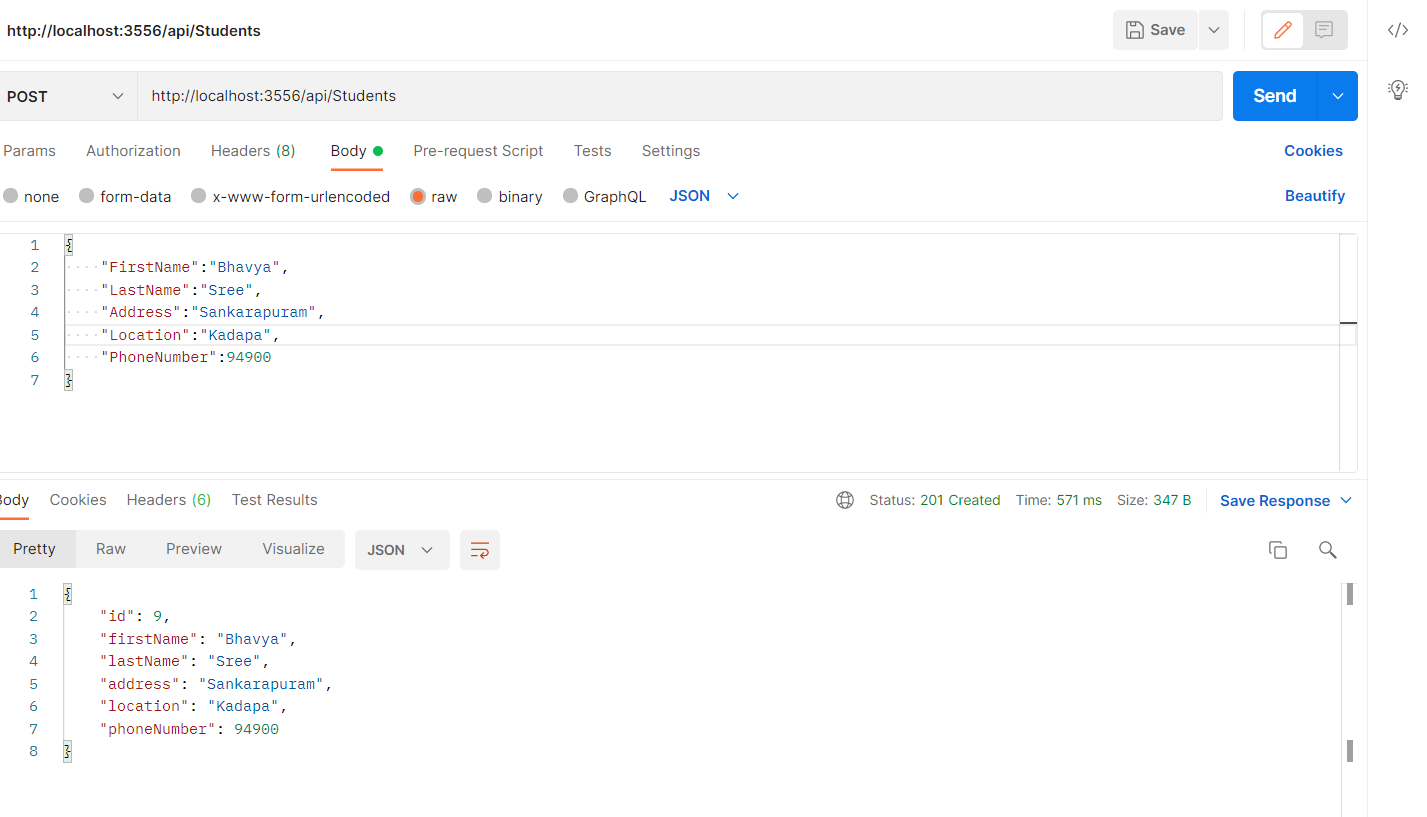 http://localhost:3556/api/Students
Save
POST
http://localhost:3556/api/Students
Send
Params Authorization Headers (8) Body Pre-request Script Tests Settings Cookies
none form-data x-www-form-urlencoded raw binary GraphQL JSON Beautify
1 {
2 ····"FirstName":"Bhavya",
3 ····"LastName":"Sree",
4 ····"Address":"Sankarapuram",
5 ····"Location":"Kadapa",
6 ····"PhoneNumber":94900
7 }
Body Cookies Headers (6) Test Results Status: 201 Created Time: 571 ms Size: 347 B Save Response
Pretty Raw Preview Visualize JSON
1 {
2 "id": 9,
3 "firstName": "Bhavya",
4 "lastName": "Sree",
5 "address": "Sankarapuram",
6 "location": "Kadapa",
7 "phoneNumber": 94900
8 }